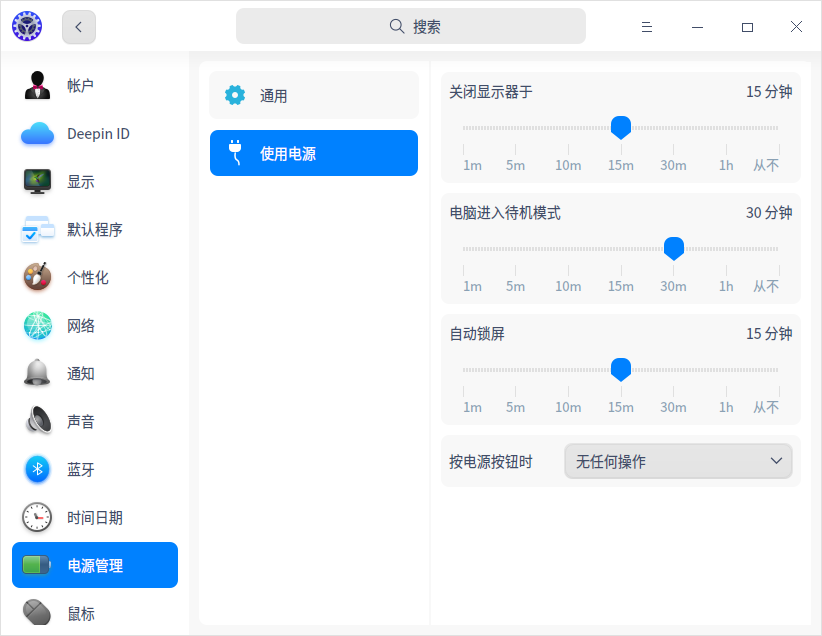 搜索
帐户
Deepin ID
显示
默认程序
个性化
网络
通知
声音
蓝牙
时间日期
电源管理
鼠标
通用
使用电源
关闭显示器于 15 分钟
1m 5m 10m 15m 30m 1h 从不
电脑进入待机模式 30 分钟
1m 5m 10m 15m 30m 1h 从不
自动锁屏 15 分钟
1m 5m 10m 15m 30m 1h 从不
按电源按钮时 无任何操作